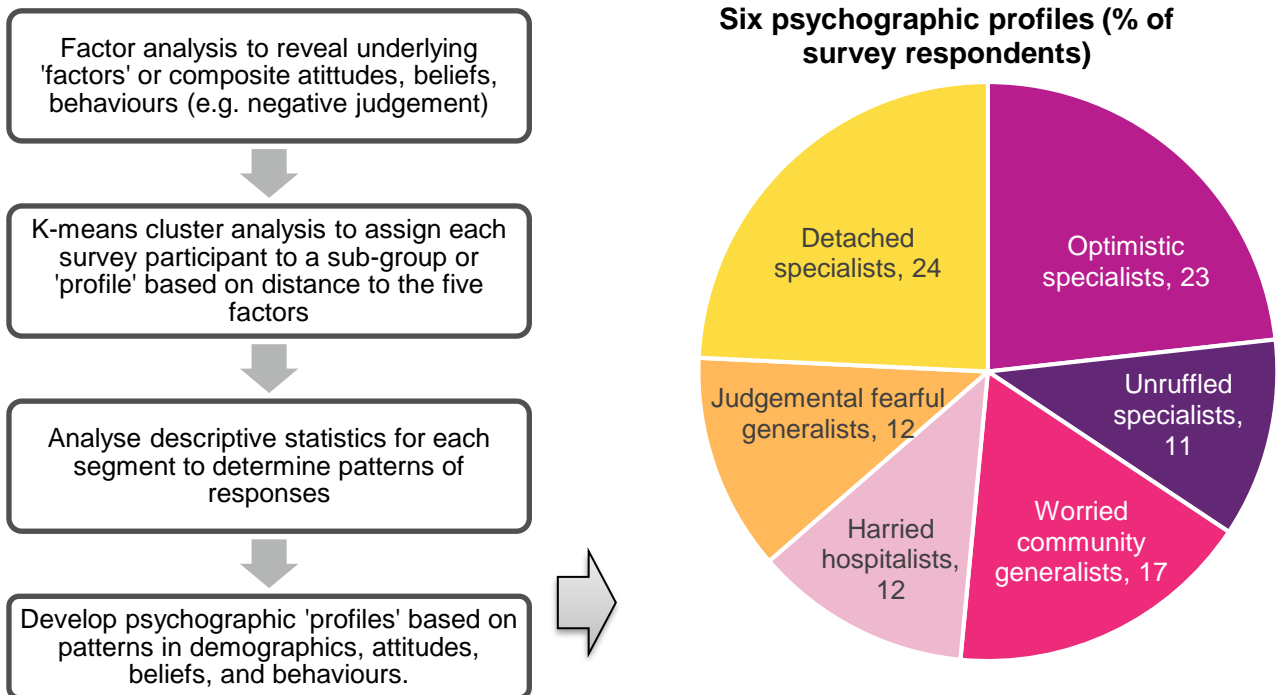 Factor analysis to reveal underlying
'factors' or composite atittudes, beliefs,
behaviours (e.g. negative judgement)
K-means cluster analysis to assign each
survey participant to a sub-group or
'profile' based on distance to the five
factors
Analyse descriptive statistics for each
segment to determine patterns of
responses
Develop psychographic 'profiles' based on
patterns in demographics, attitudes,
beliefs, and behaviours.
Six psychographic profiles (% of
survey respondents)
Detached
specialists, 24
Optimistic
specialists, 23
Judgemental fearful
generalists, 12
Unruffled
specialists,
11
Harried
hospitalists,
12
Worried
community
generalists, 17